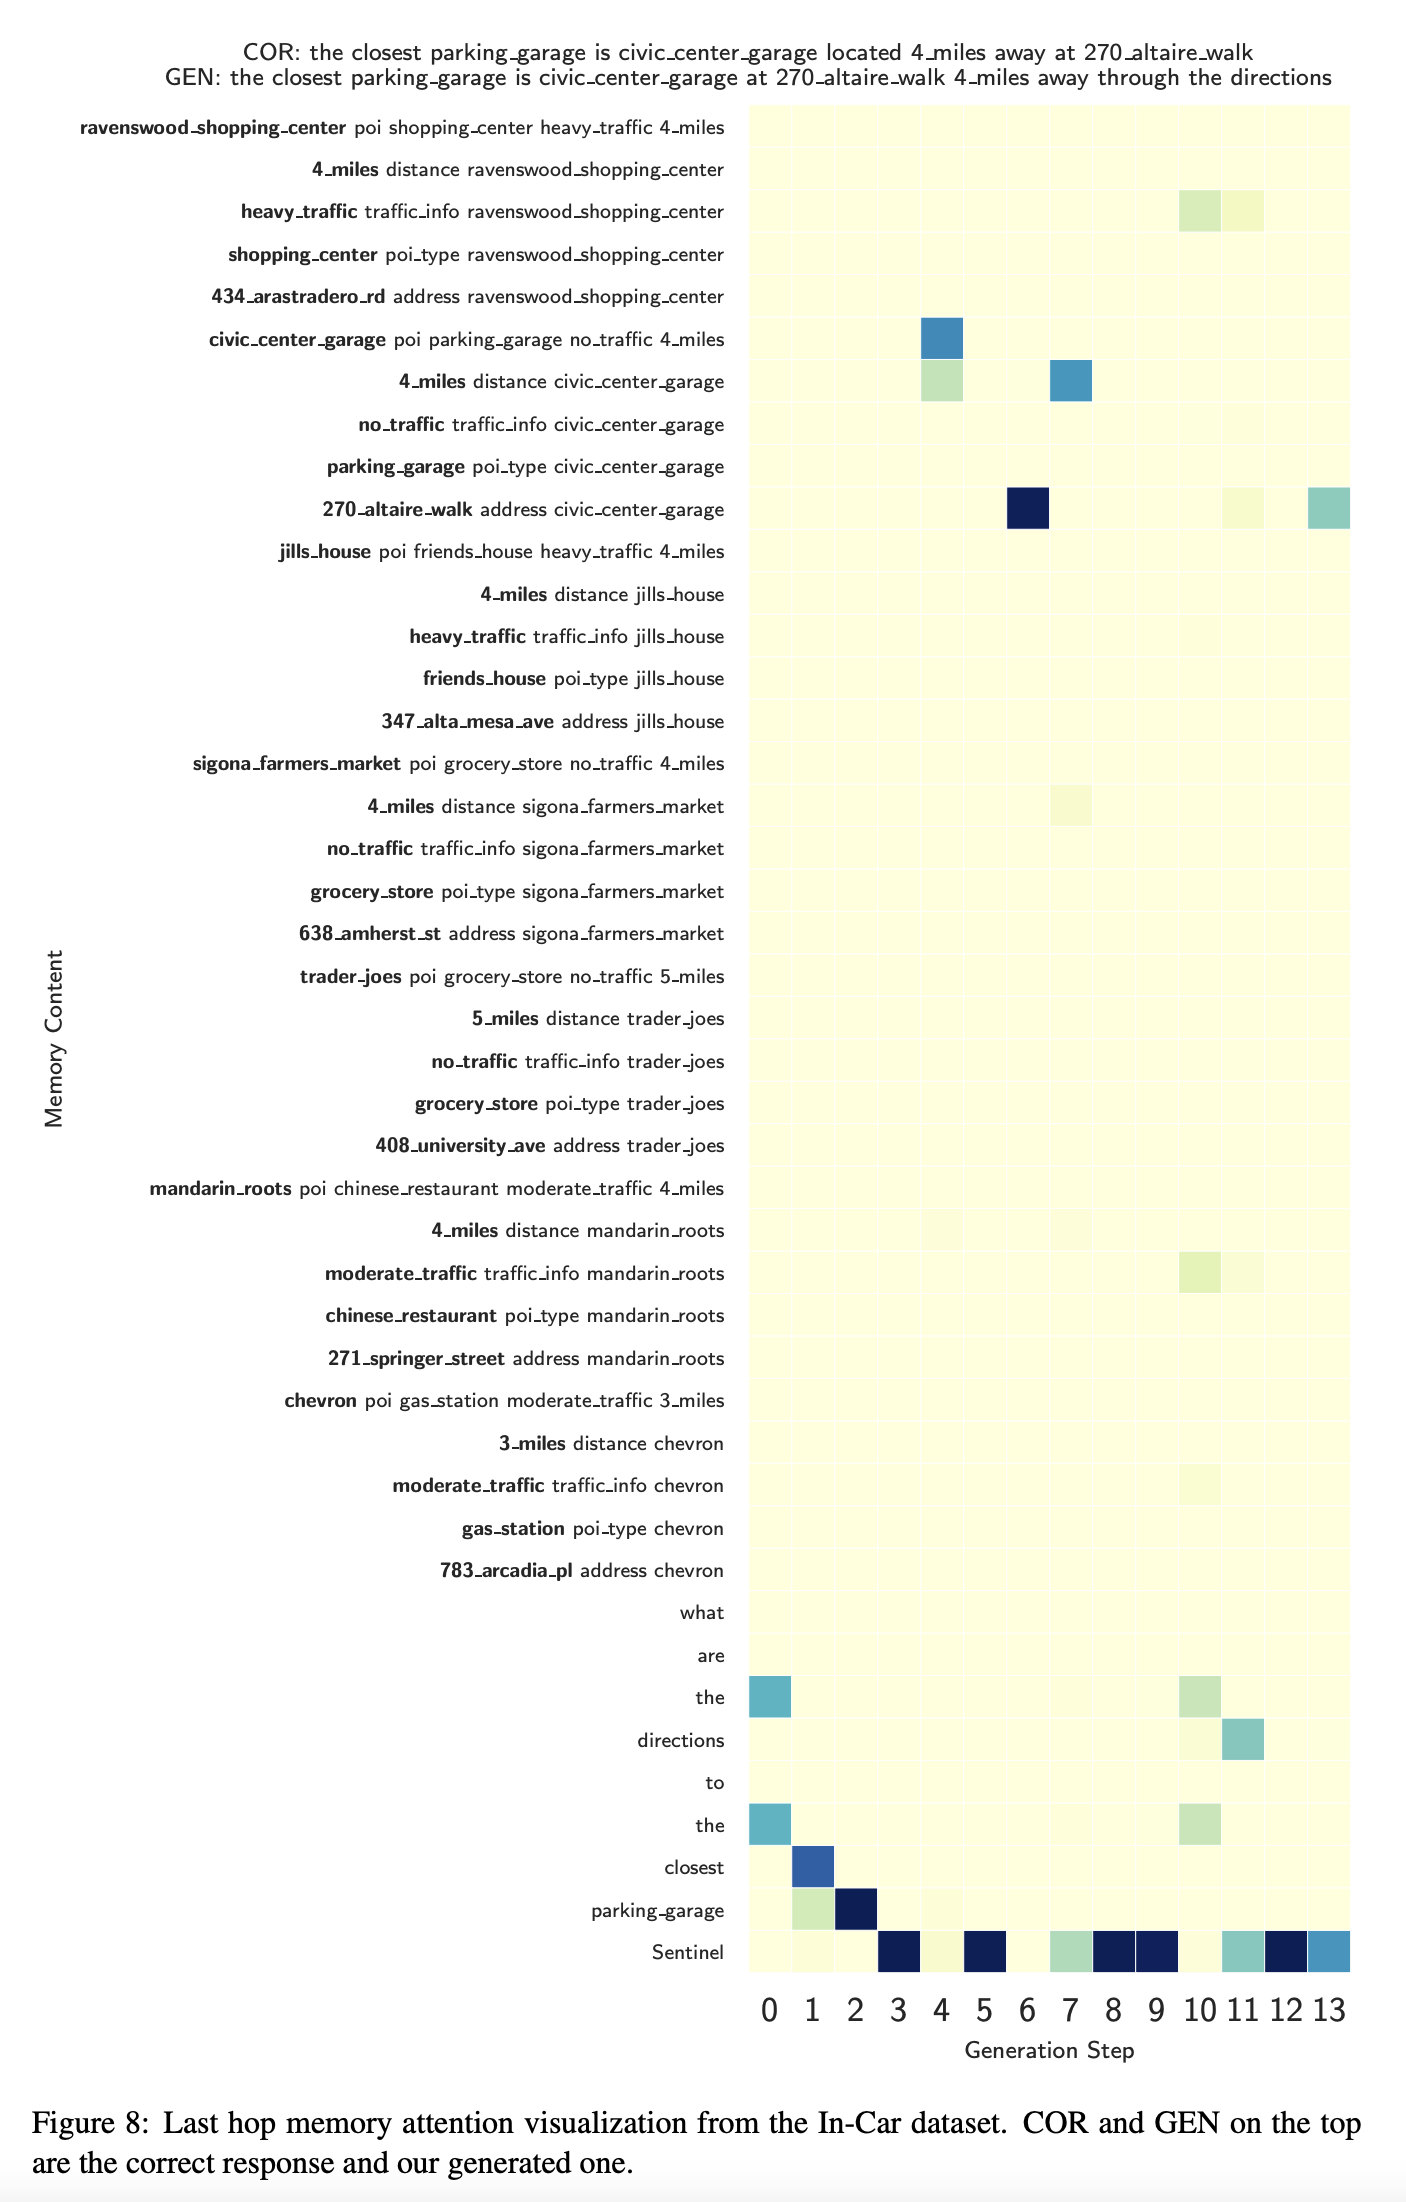 COR: the closest parking_garage is civic_center_garage located 4_miles away at 270_altaire_walk
GEN: the closest parking_garage is civic_center_garage at 270_altaire_walk 4_miles away through the directions
ravenswood_shopping_center poi shopping_center heavy_traffic 4_miles
4_miles distance ravenswood_shopping_center
heavy_traffic traffic_info ravenswood_shopping_center
shopping_center poi_type ravenswood_shopping_center
434_arastradero_rd address ravenswood_shopping_center
civic_center_garage poi parking_garage no_traffic 4_miles
4_miles distance civic_center_garage
no_traffic traffic_info civic_center_garage
parking_garage poi_type civic_center_garage
270_altaire_walk address civic_center_garage
jills_house poi friends_house heavy_traffic 4_miles
4_miles distance jills_house
heavy_traffic traffic_info jills_house
friends_house poi_type jills_house
347_alta_mesa_ave address jills_house
sigona_farmers_market poi grocery_store no_traffic 4_miles
4_miles distance sigona_farmers_market
no_traffic traffic_info sigona_farmers_market
grocery_store poi_type sigona_farmers_market
638_amherst_st address sigona_farmers_market
trader_joes poi grocery_store no_traffic 5_miles
5_miles distance trader_joes
no_traffic traffic_info trader_joes
grocery_store poi_type trader_joes
408_university_ave address trader_joes
mandarin_roots poi chinese_restaurant moderate_traffic 4_miles
4_miles distance mandarin_roots
moderate_traffic traffic_info mandarin_roots
chinese_restaurant poi_type mandarin_roots
271_springer_street address mandarin_roots
chevron poi gas_station moderate_traffic 3_miles
3_miles distance chevron
moderate_traffic traffic_info chevron
gas_station poi_type chevron
783_arcadia_pl address chevron
what
are
the
directions
to
the
closest
parking_garage
Sentinel
Memory Content
0 1 2 3 4 5 6 7 8 9 10 11 12 13
Generation Step
Figure 8: Last hop memory attention visualization from the In-Car dataset. COR and GEN on the top
are the correct response and our generated one.